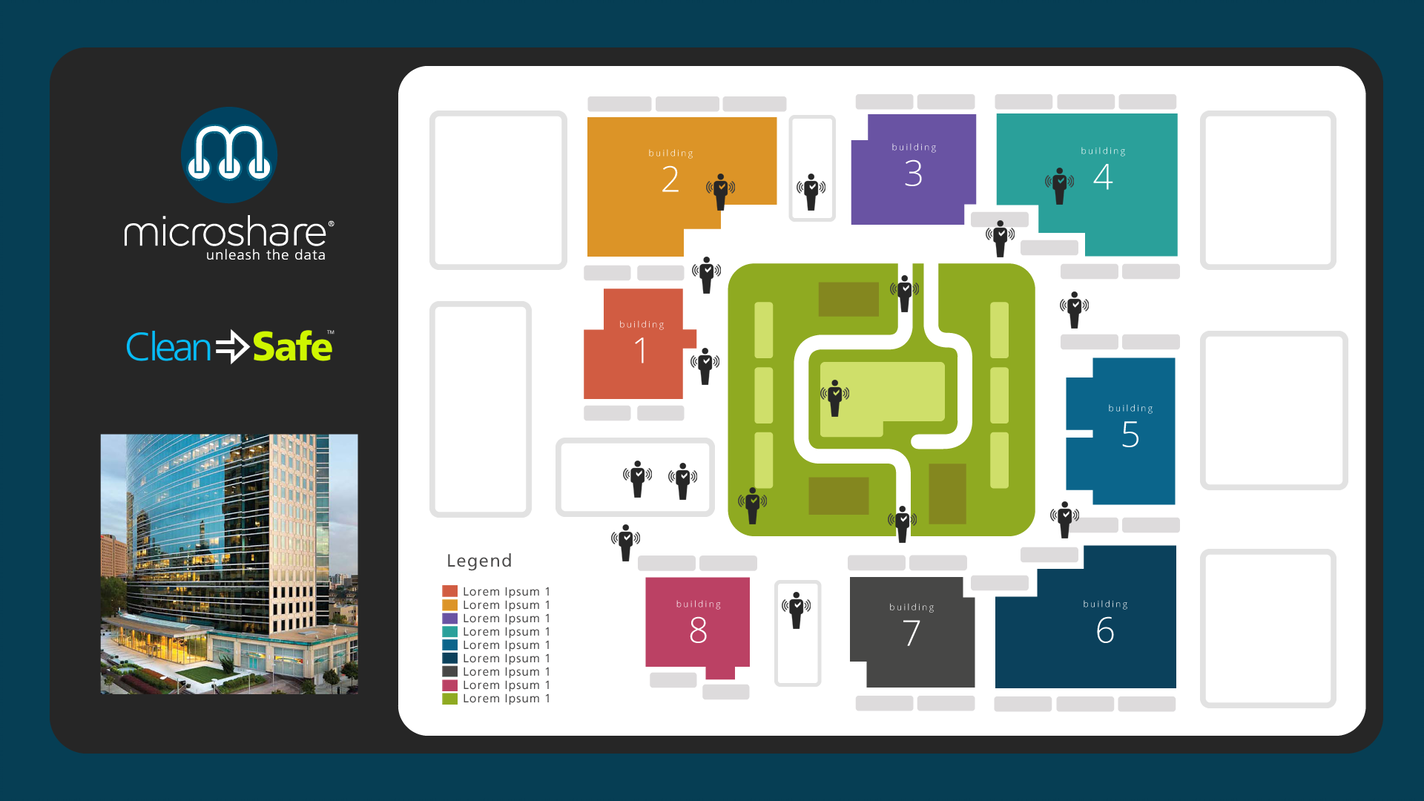 microshare®
unleash the data
Clean Safe™
building
2
building
3
building
4
building
1
building
5
building
8
building
7
building
6
Legend
Lorem Ipsum 1
Lorem Ipsum 1
Lorem Ipsum 1
Lorem Ipsum 1
Lorem Ipsum 1
Lorem Ipsum 1
Lorem Ipsum 1
Lorem Ipsum 1
Lorem Ipsum 1